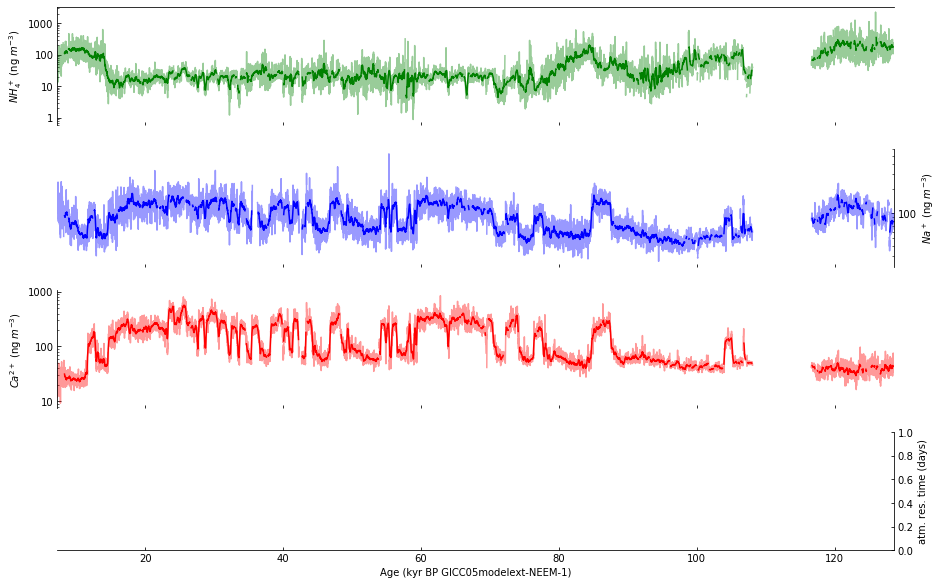 1000
100
10
1
NH₄⁺ (ng m⁻³)
100
Na⁺ (ng m⁻³)
1000
100
10
Ca²⁺ (ng m⁻³)
1.0
0.8
0.6
0.4
0.2
0.0
atm. res. time (days)
20 40 60 80 100 120
Age (kyr BP GICC05modelext-NEEM-1)